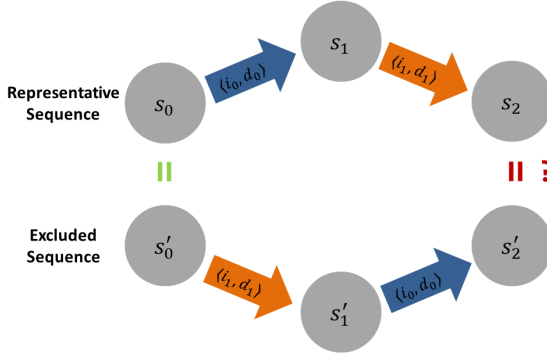 s₁
⟨i₀, d₀⟩
⟨i₁, d₁⟩
Representative
Sequence
s₀
s₂
=
= ?
Excluded
Sequence
s′₀
s′₂
⟨i₁, d₁⟩
⟨i₀, d₀⟩
s′₁